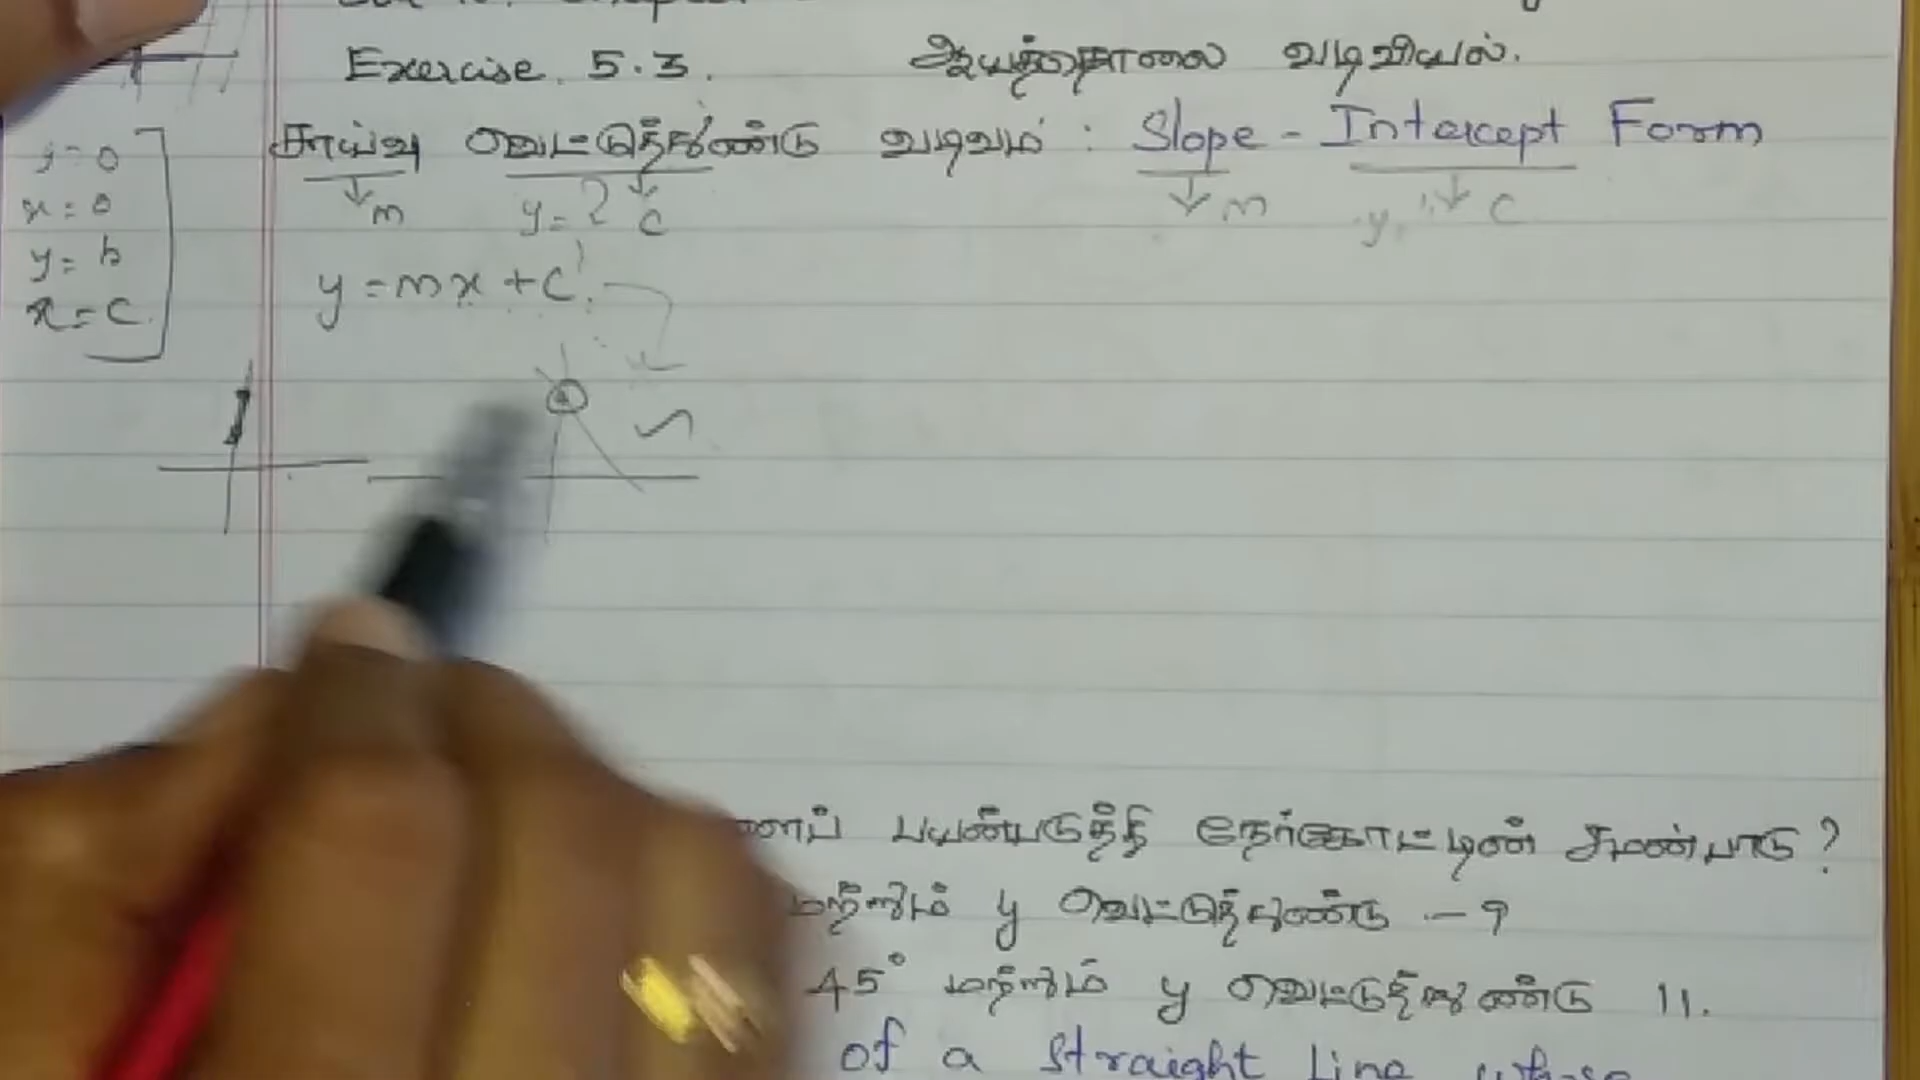 Exercise 5.3. ஆயத்தொலை வடிவியல்.
சாய்வு வெட்டுத்துண்டு வடிவம் : Slope - Intercept Form
m y = c m y c
y = mx + c
y = 0
x = 0
y = b
x = c
பயன்படுத்தி நேர்கோட்டின் சமன்பாடு ?
மற்றும் y வெட்டுத்துண்டு - 9
45° மற்றும் y வெட்டுத்துண்டு 11.
of a straight Line